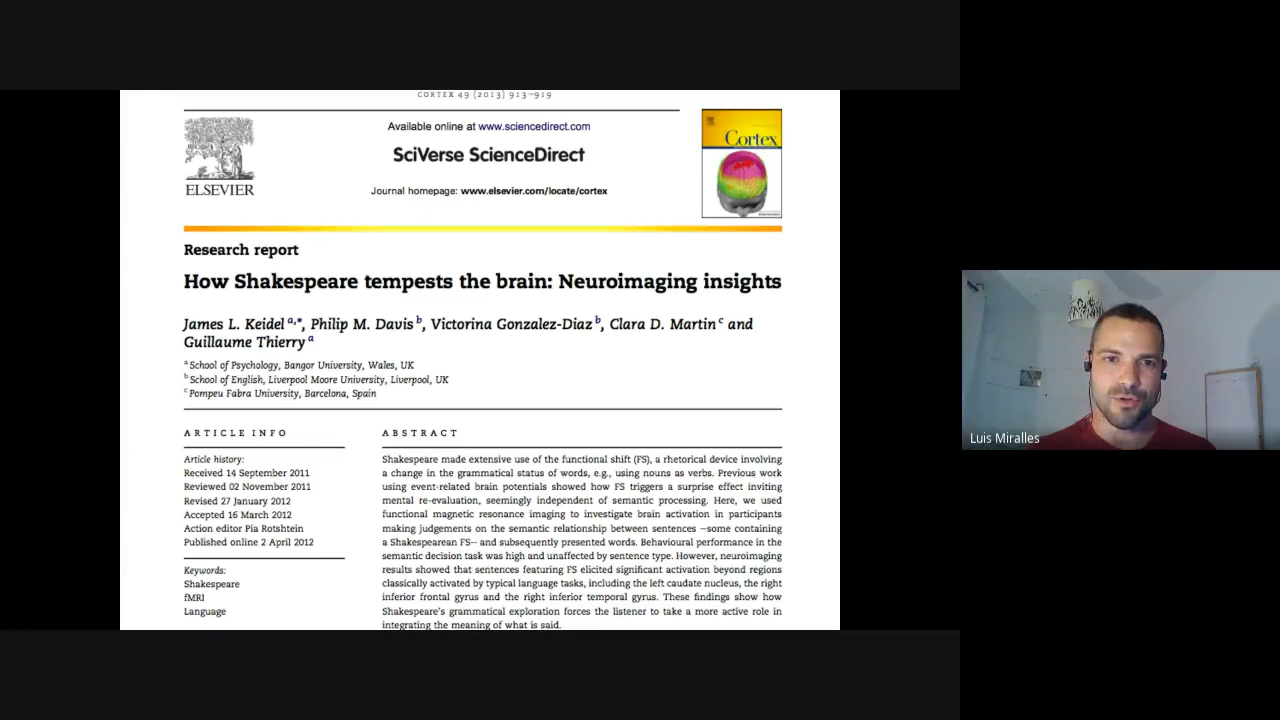 CORTEX 49 (2013) 913–919
Available online at www.sciencedirect.com
SciVerse ScienceDirect
Journal homepage: www.elsevier.com/locate/cortex
ELSEVIER
Cortex
Research report
How Shakespeare tempests the brain: Neuroimaging insights
James L. Keidel a,*, Philip M. Davis b, Victorina Gonzalez-Diaz b, Clara D. Martin c and
Guillaume Thierry a
a School of Psychology, Bangor University, Wales, UK
b School of English, Liverpool Moore University, Liverpool, UK
c Pompeu Fabra University, Barcelona, Spain
ARTICLE INFO
Article history:
Received 14 September 2011
Reviewed 02 November 2011
Revised 27 January 2012
Accepted 16 March 2012
Action editor Pia Rotshtein
Published online 2 April 2012
Keywords:
Shakespeare
fMRI
Language
ABSTRACT
Shakespeare made extensive use of the functional shift (FS), a rhetorical device involving
a change in the grammatical status of words, e.g., using nouns as verbs. Previous work
using event-related brain potentials showed how FS triggers a surprise effect inviting
mental re-evaluation, seemingly independent of semantic processing. Here, we used
functional magnetic resonance imaging to investigate brain activation in participants
making judgements on the semantic relationship between sentences –some containing
a Shakespearean FS– and subsequently presented words. Behavioural performance in the
semantic decision task was high and unaffected by sentence type. However, neuroimaging
results showed that sentences featuring FS elicited significant activation beyond regions
classically activated by typical language tasks, including the left caudate nucleus, the right
inferior frontal gyrus and the right inferior temporal gyrus. These findings show how
Shakespeare's grammatical exploration forces the listener to take a more active role in
integrating the meaning of what is said.
Luis Miralles